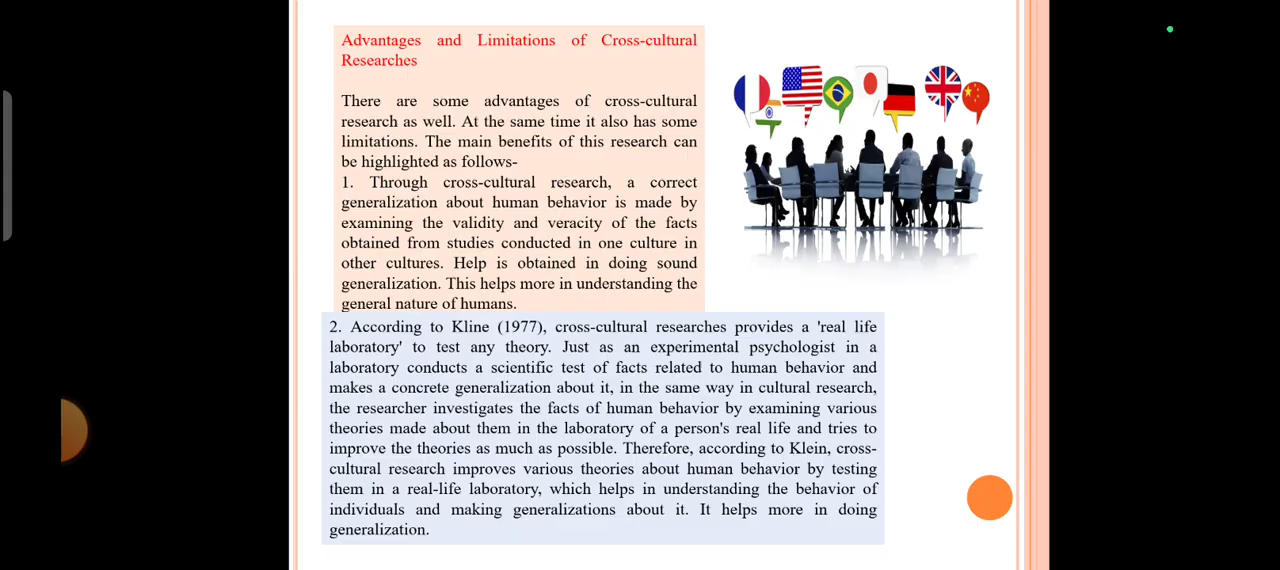 Advantages and Limitations of Cross-cultural
Researches
There are some advantages of cross-cultural
research as well. At the same time it also has some
limitations. The main benefits of this research can
be highlighted as follows-
1. Through cross-cultural research, a correct
generalization about human behavior is made by
examining the validity and veracity of the facts
obtained from studies conducted in one culture in
other cultures. Help is obtained in doing sound
generalization. This helps more in understanding the
general nature of humans.
2. According to Kline (1977), cross-cultural researches provides a 'real life
laboratory' to test any theory. Just as an experimental psychologist in a
laboratory conducts a scientific test of facts related to human behavior and
makes a concrete generalization about it, in the same way in cultural research,
the researcher investigates the facts of human behavior by examining various
theories made about them in the laboratory of a person's real life and tries to
improve the theories as much as possible. Therefore, according to Klein, cross-
cultural research improves various theories about human behavior by testing
them in a real-life laboratory, which helps in understanding the behavior of
individuals and making generalizations about it. It helps more in doing
generalization.